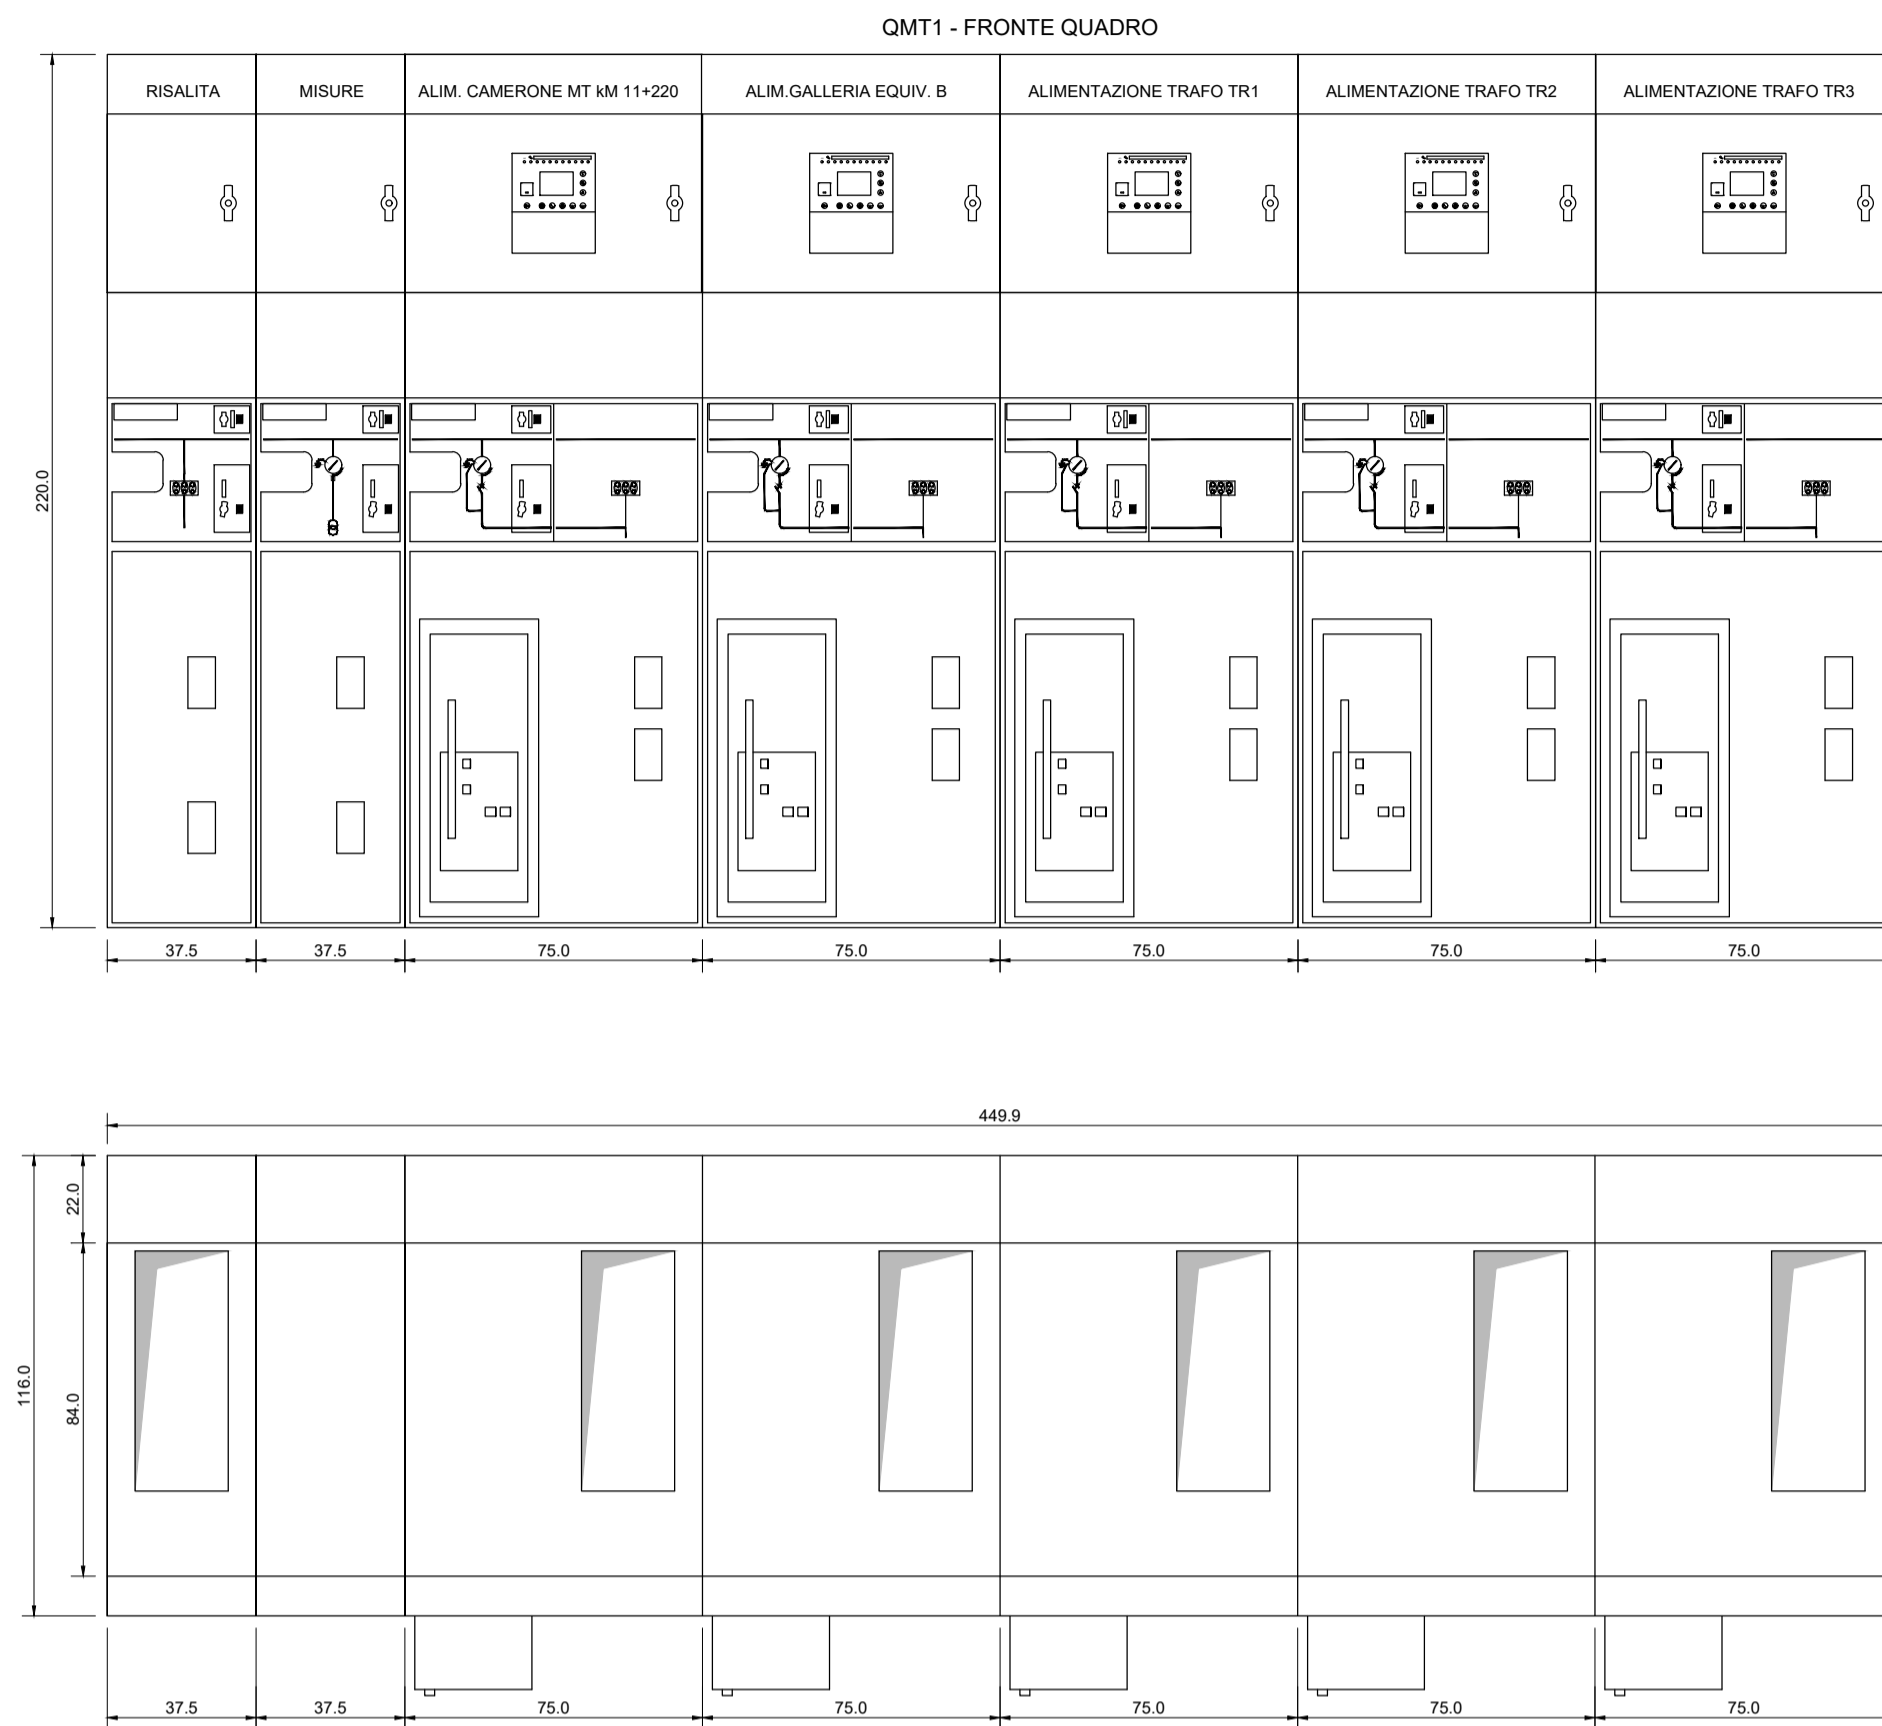 QMT1 - FRONTE QUADRO
RISALITA MISURE ALIM. CAMERONE MT kM 11+220 ALIM.GALLERIA EQUIV. B ALIMENTAZIONE TRAFO TR1 ALIMENTAZIONE TRAFO TR2 ALIMENTAZIONE TRAFO TR3
220.0
37.5 37.5 75.0 75.0 75.0 75.0 75.0
449.9
22.0
116.0
84.0
37.5 37.5 75.0 75.0 75.0 75.0 75.0